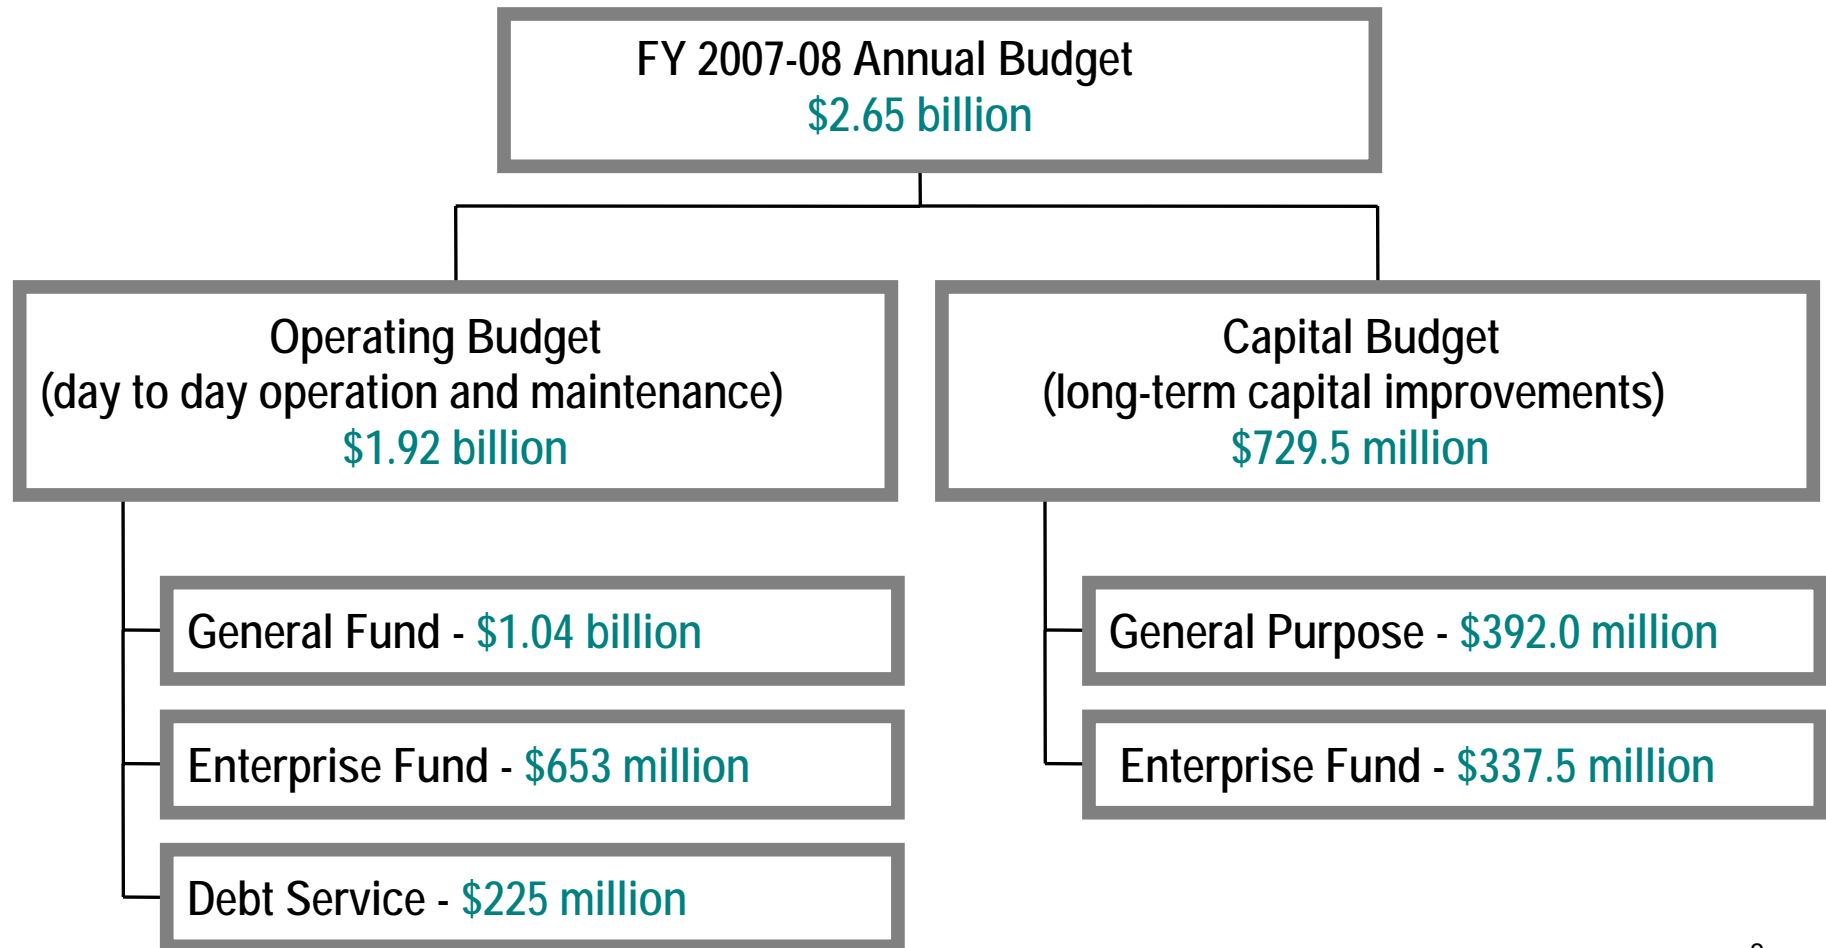 FY 2007-08 Annual Budget
$2.65 billion
Operating Budget
(day to day operation and maintenance)
$1.92 billion
Capital Budget
(long-term capital improvements)
$729.5 million
General Fund - $1.04 billion
Enterprise Fund - $653 million
Debt Service - $225 million
General Purpose - $392.0 million
Enterprise Fund - $337.5 million